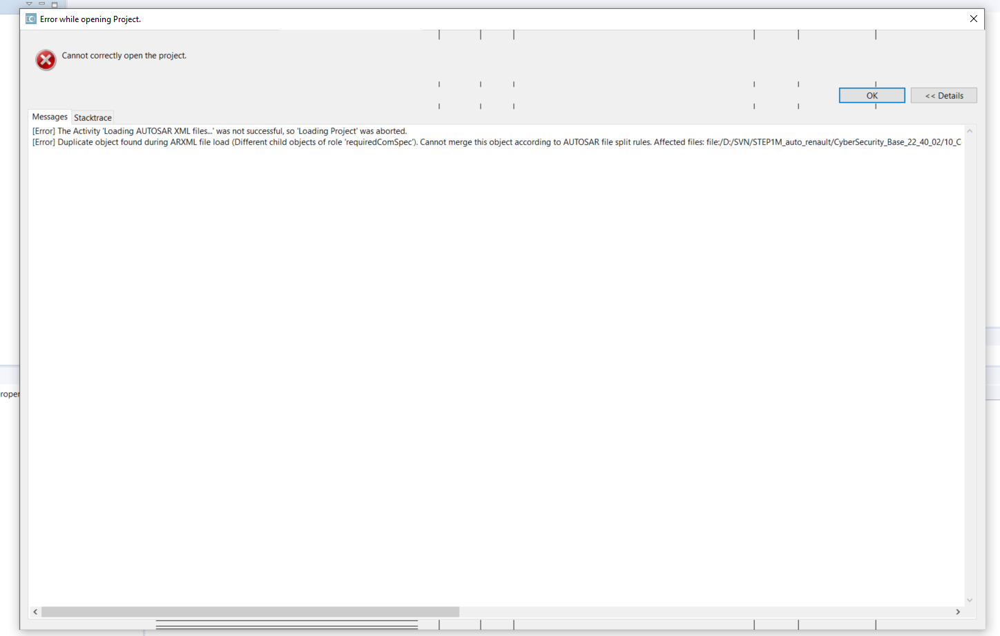 Error while opening Project.
Cannot correctly open the project.
OK
<< Details
Messages
Stacktrace
[Error] The Activity 'Loading AUTOSAR XML files...' was not successful, so 'Loading Project' was aborted.
[Error] Duplicate object found during ARXML file load (Different child objects of role 'requiredComSpec'). Cannot merge this object according to AUTOSAR file split rules. Affected files: file:/D:/SVN/STEP1M_auto_renault/CyberSecurity_Base_22_40_02/10_C
roper